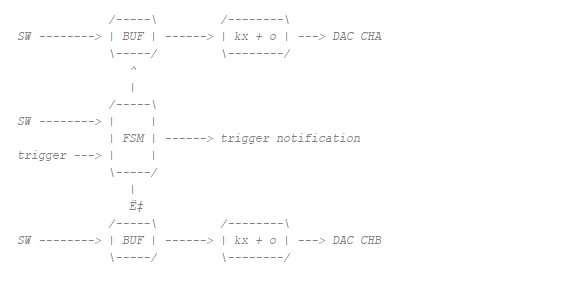 /-----\         /--------\
SW --------> | BUF | ------> | kx + o | ---> DAC CHA
             \-----/         \--------/
                ^
                |
             /-----\
SW --------> |     |
             | FSM | ------> trigger notification
trigger ---> |     |
             \-----/
                |
                Ë‡
             /-----\         /--------\
SW --------> | BUF | ------> | kx + o | ---> DAC CHB
             \-----/         \--------/